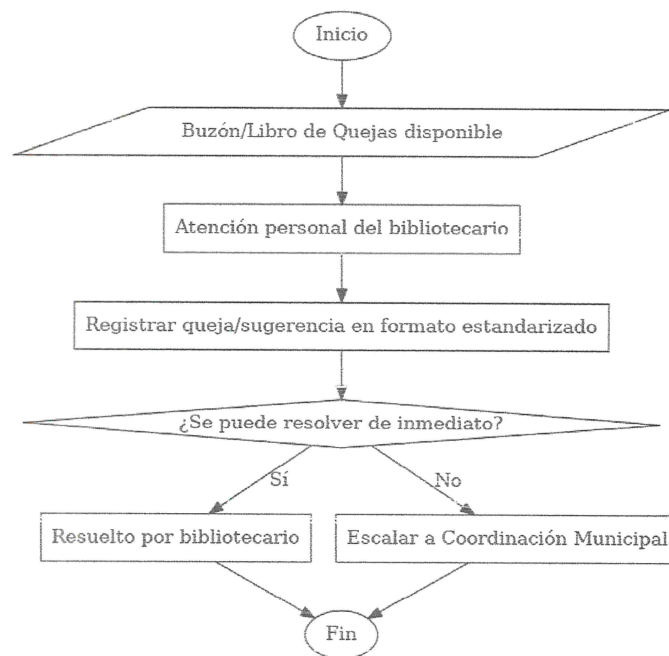 Inicio
Buzón/Libro de Quejas disponible
Atención personal del bibliotecario
Registrar queja/sugerencia en formato estandarizado
¿Se puede resolver de inmediato?
Sí
No
Resuelto por bibliotecario
Escalar a Coordinación Municipal
Fin